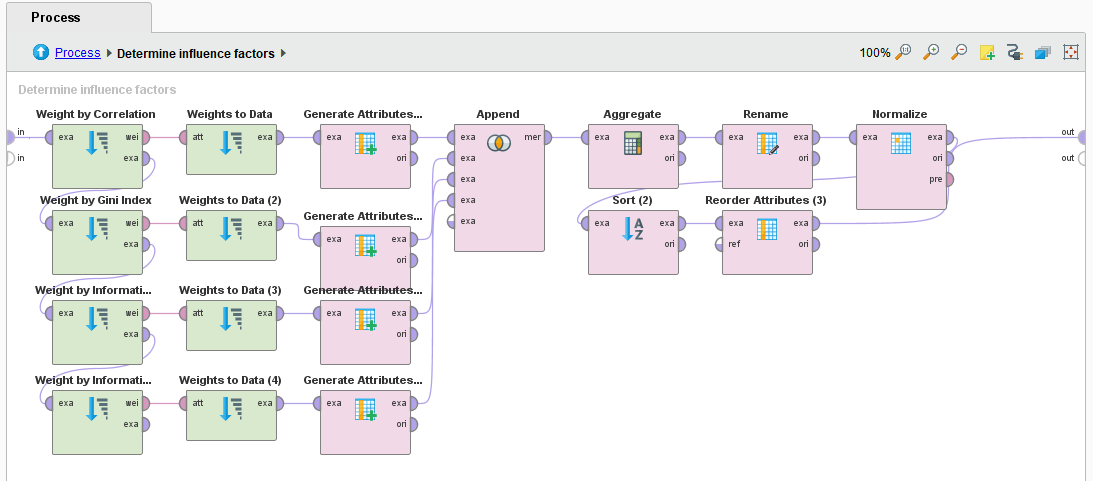 Process
Process Determine influence factors
100%
Determine influence factors
in
in
Weight by Correlation
exa wei
exa
Weights to Data
att exa
Generate Attributes...
exa exa
ori
Append
exa mer
exa
exa
exa
exa
Aggregate
exa exa
ori
Rename
exa exa
ori
Normalize
exa exa
ori
pre
out
out
Weight by Gini Index
exa wei
exa
Weights to Data (2)
att exa
Generate Attributes...
exa exa
ori
Sort (2)
exa exa
ori
Reorder Attributes (3)
exa exa
ref ori
Weight by Informati...
exa wei
exa
Weights to Data (3)
att exa
Generate Attributes...
exa exa
ori
Weight by Informati...
exa wei
exa
Weights to Data (4)
att exa
Generate Attributes...
exa exa
ori